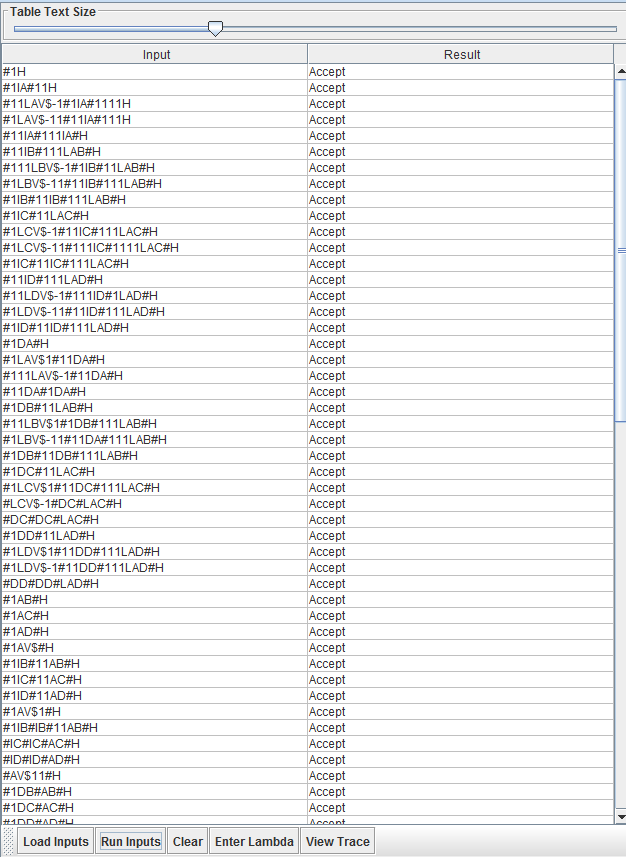 Table Text Size
Input Result
#1H Accept
#1IA#11H Accept
#11LAV$-1#1IA#1111H Accept
#1LAV$-11#11IA#111H Accept
#11IA#111IA#H Accept
#11IB#111LAB#H Accept
#111LBV$-1#1IB#11LAB#H Accept
#1LBV$-11#11IB#111LAB#H Accept
#1IB#11IB#111LAB#H Accept
#1IC#11LAC#H Accept
#1LCV$-1#11IC#111LAC#H Accept
#1LCV$-11#111IC#1111LAC#H Accept
#1IC#11IC#111LAC#H Accept
#11ID#111LAD#H Accept
#11LDV$-1#111ID#1LAD#H Accept
#1LDV$-11#11ID#111LAD#H Accept
#1ID#11ID#111LAD#H Accept
#1DA#H Accept
#1LAV$1#11DA#H Accept
#111LAV$-1#11DA#H Accept
#11DA#1DA#H Accept
#1DB#11LAB#H Accept
#11LBV$1#1DB#111LAB#H Accept
#1LBV$-11#11DA#111LAB#H Accept
#1DB#11DB#111LAB#H Accept
#1DC#11LAC#H Accept
#1LCV$1#11DC#111LAC#H Accept
#LCV$-1#DC#LAC#H Accept
#DC#DC#LAC#H Accept
#1DD#11LAD#H Accept
#1LDV$1#11DD#111LAD#H Accept
#1LDV$-1#11DD#111LAD#H Accept
#DD#DD#LAD#H Accept
#1AB#H Accept
#1AC#H Accept
#1AD#H Accept
#1AV$#H Accept
#1IB#11AB#H Accept
#1IC#11AC#H Accept
#1ID#11AD#H Accept
#1AV$1#H Accept
#1IB#IB#11AB#H Accept
#IC#IC#AC#H Accept
#ID#ID#AD#H Accept
#AV$11#H Accept
#1DB#AB#H Accept
#1DC#AC#H Accept
#1DD#AD#H Accept
Load Inputs Run Inputs Clear Enter Lambda View Trace